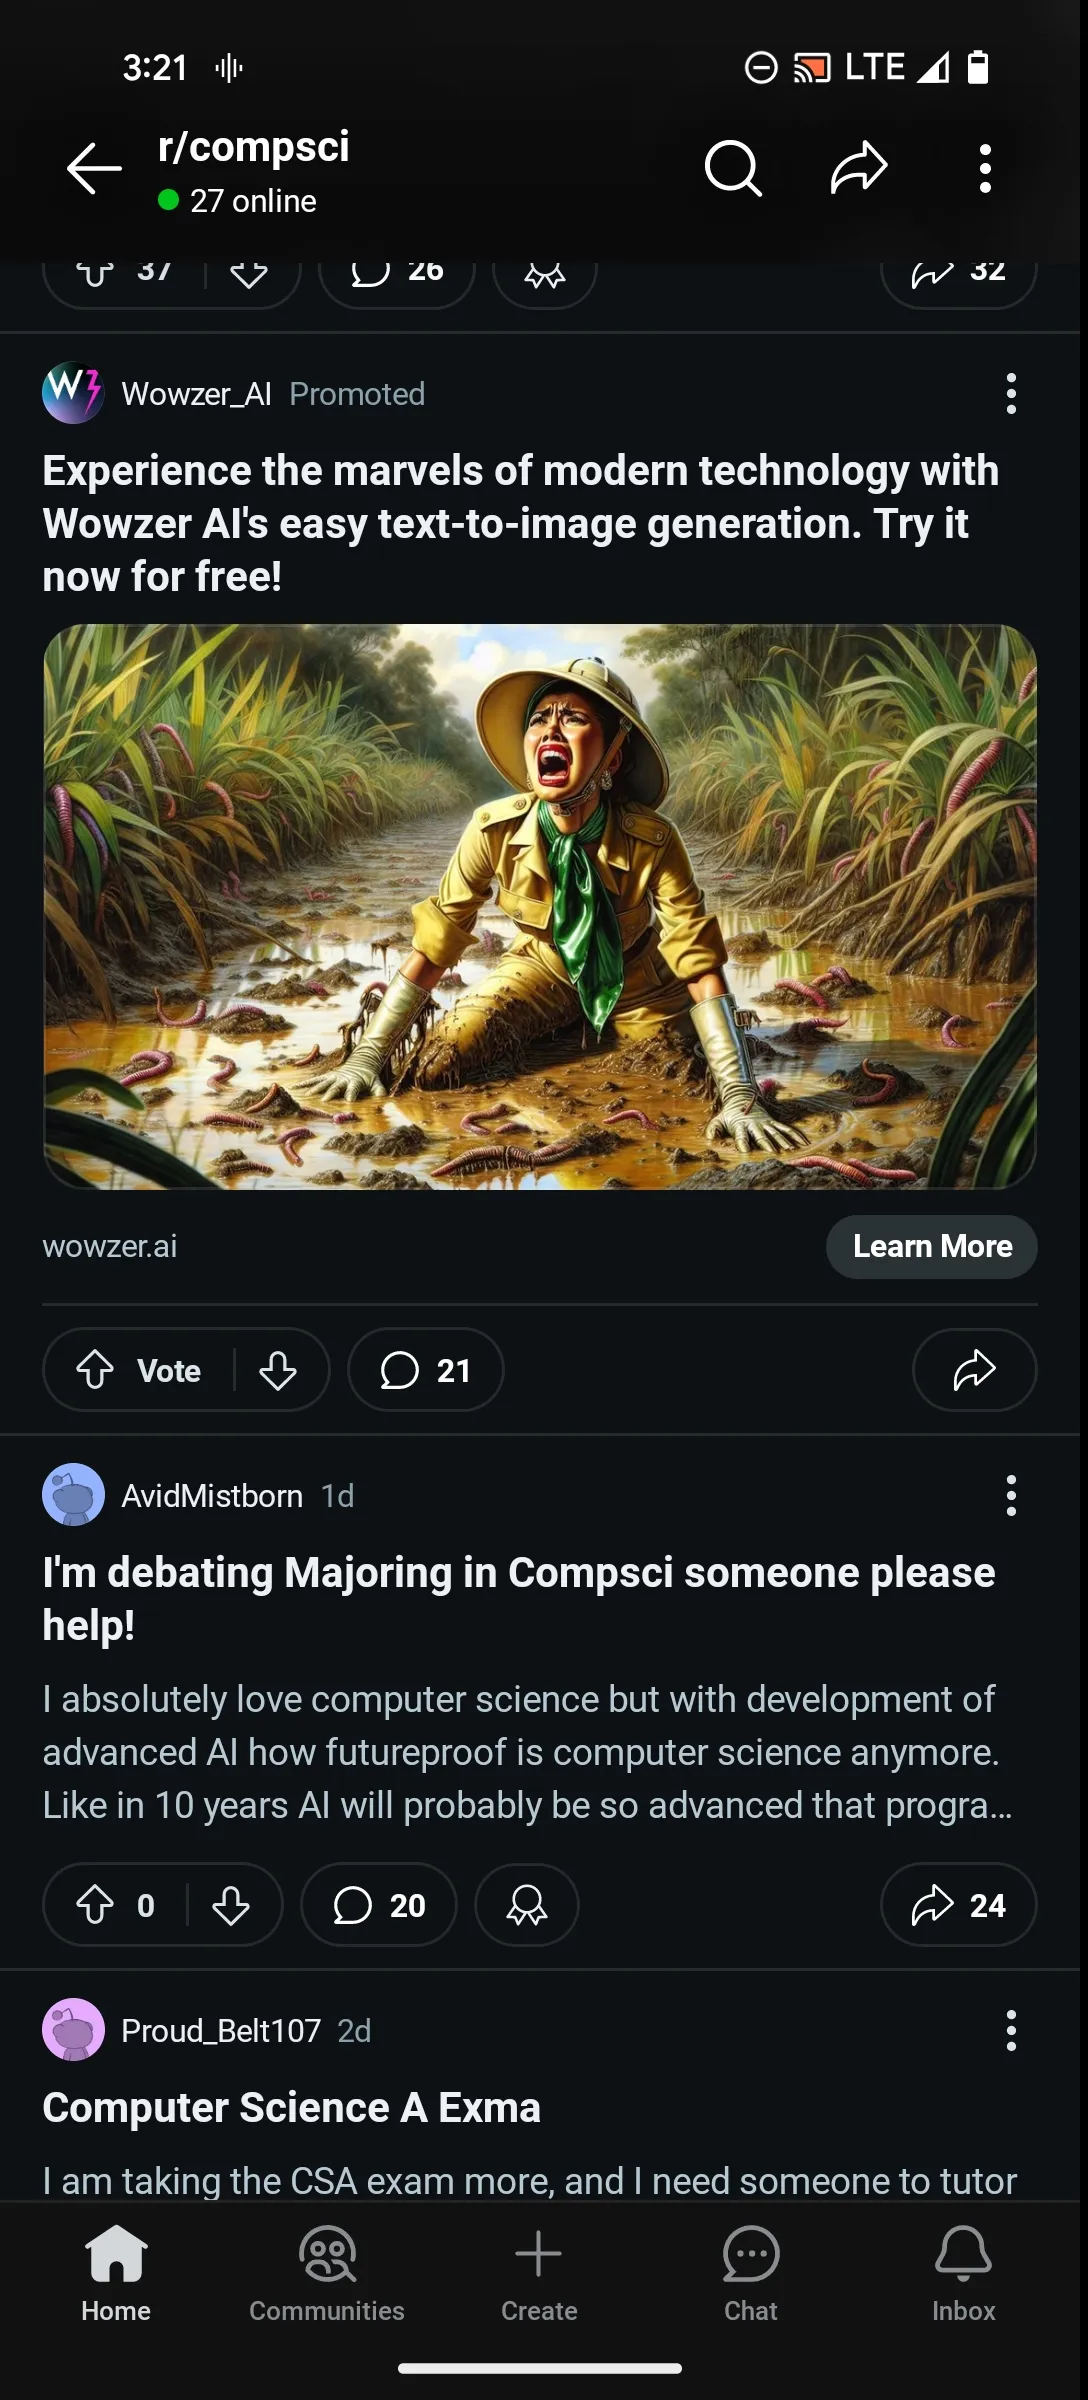 3:21
LTE
r/compsci
27 online
37
26
32
Wowzer_AI Promoted
Experience the marvels of modern technology with
Wowzer AI's easy text-to-image generation. Try it
now for free!
wowzer.ai
Learn More
Vote
21
AvidMistborn 1d
I'm debating Majoring in Compsci someone please
help!
I absolutely love computer science but with development of
advanced AI how futureproof is computer science anymore.
Like in 10 years AI will probably be so advanced that progra…
0
20
24
Proud_Belt107 2d
Computer Science A Exma
I am taking the CSA exam more, and I need someone to tutor
Home
Communities
Create
Chat
Inbox